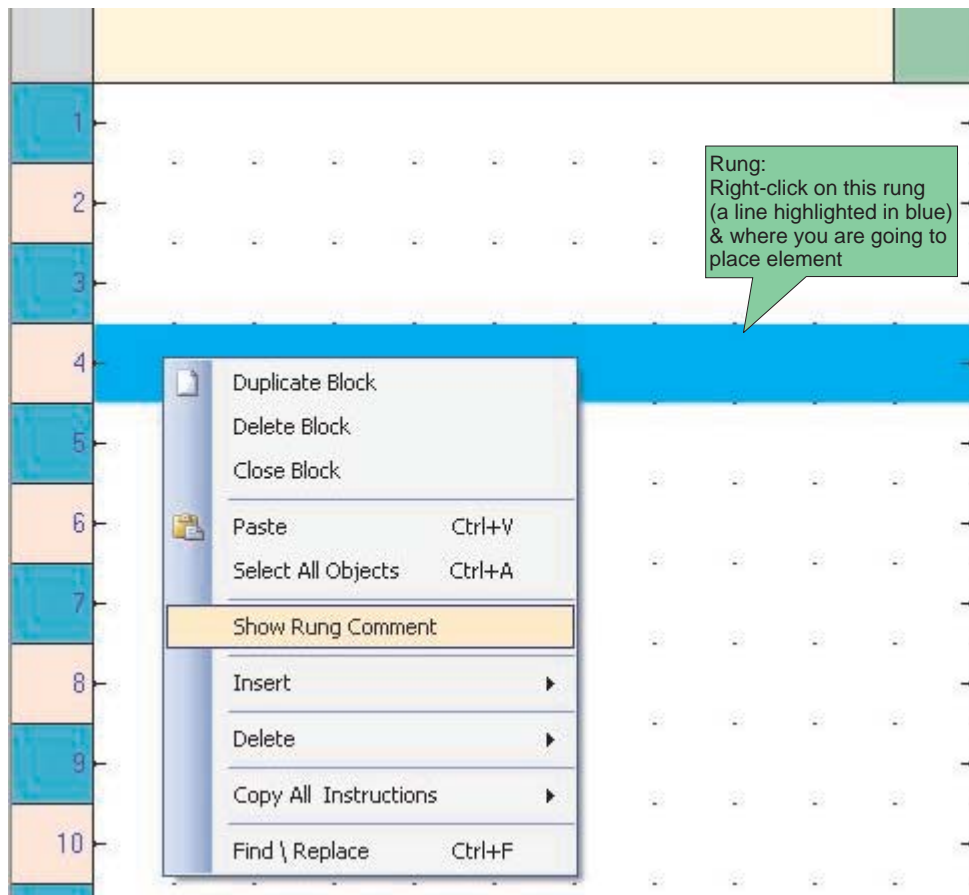 1
2
Rung:
Right-click on this rung
(a line highlighted in blue)
& where you are going to
place element
3
4
Duplicate Block
Delete Block
5
Close Block
6
Paste Ctrl+V
Select All Objects Ctrl+A
7
Show Rung Comment
8
Insert
Delete
9
Copy All Instructions
10
Find \ Replace Ctrl+F